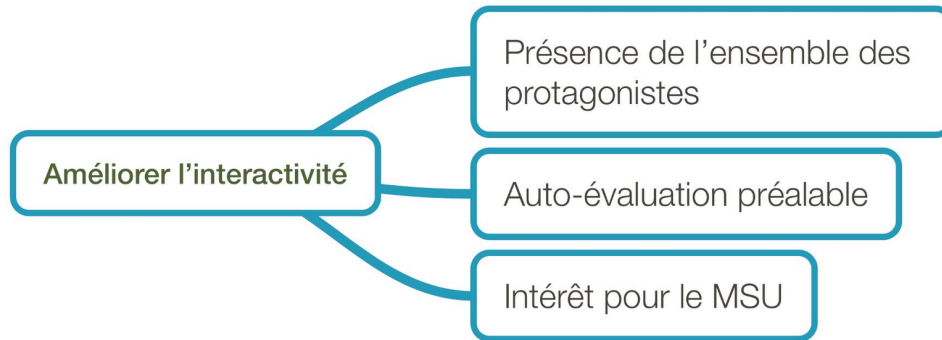 Présence de l’ensemble des
protagonistes
Améliorer l’interactivité
Auto-évaluation préalable
Intérêt pour le MSU